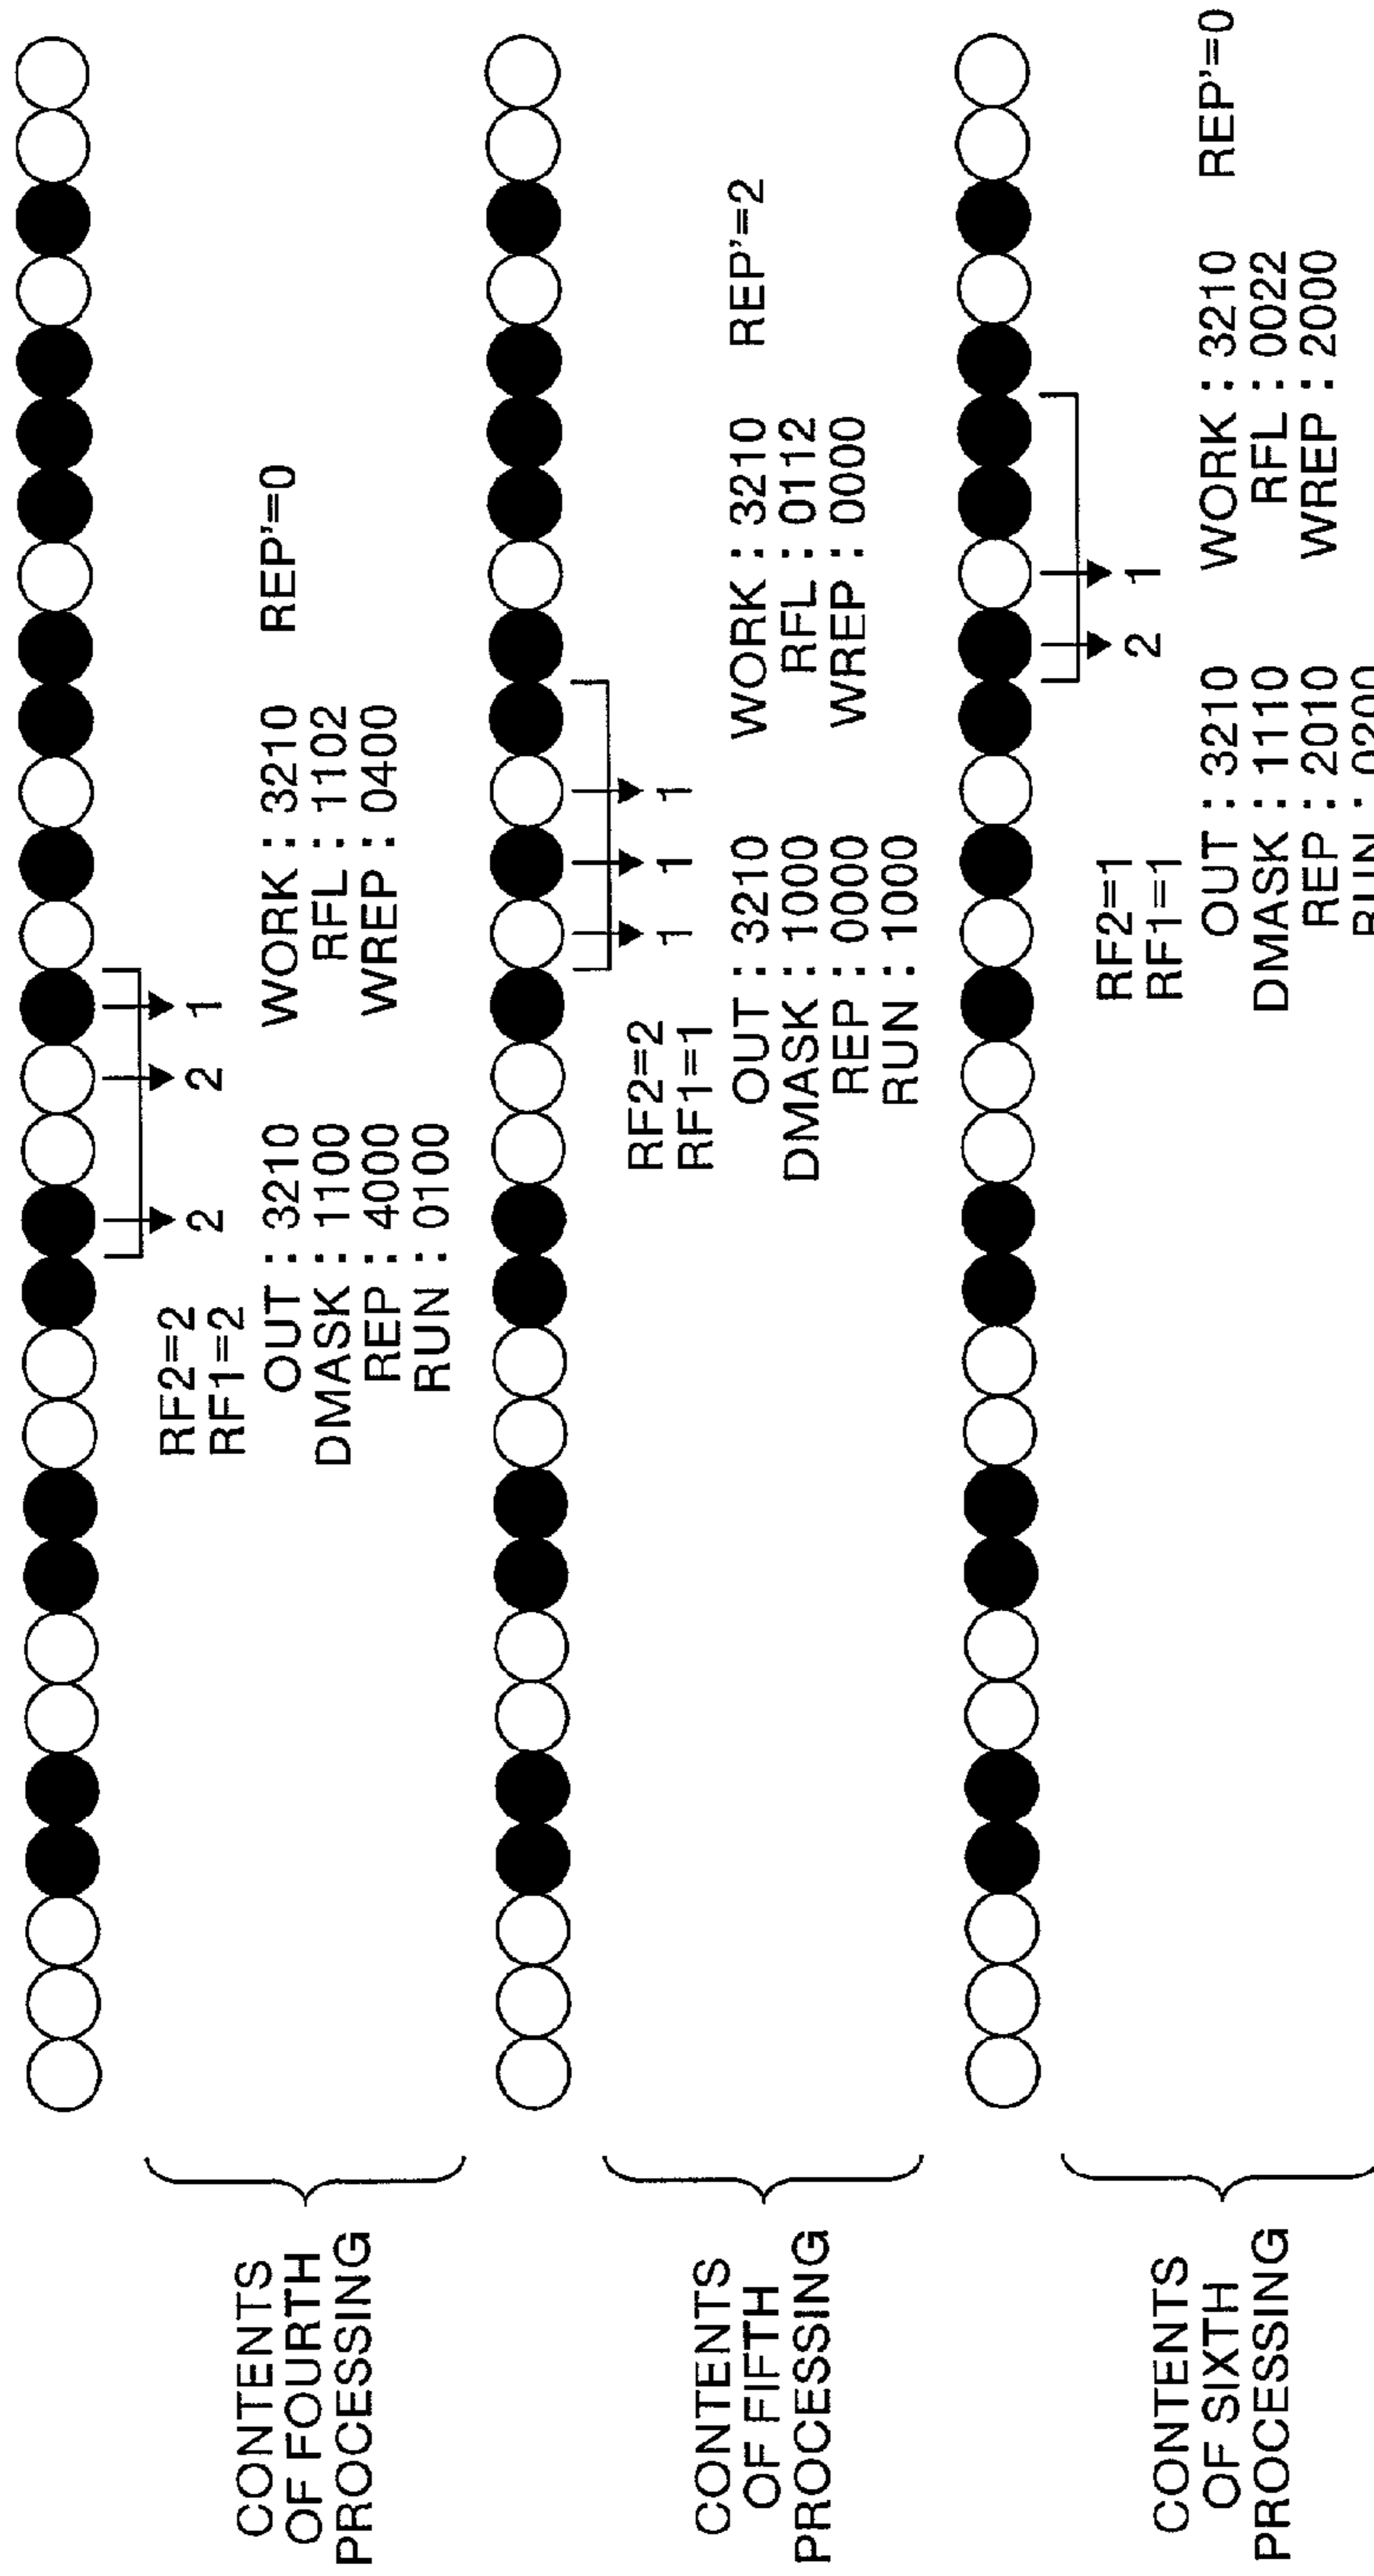 CONTENTS
OF FOURTH
PROCESSING
2 2 1
RF2=2
RF1=2
OUT : 3210
DMASK : 1100
REP : 4000
RUN : 0100
WORK : 3210
RFL : 1102
WREP : 0400
REP'=0
CONTENTS
OF FIFTH
PROCESSING
1 1 1
RF2=2
RF1=1
OUT : 3210
DMASK : 1000
REP : 0000
RUN : 1000
WORK : 3210
RFL : 0112
WREP : 0000
REP'=2
CONTENTS
OF SIXTH
PROCESSING
2 1
RF2=1
RF1=1
OUT : 3210
DMASK : 1110
REP : 2010
RUN : 0200
WORK : 3210
RFL : 0022
WREP : 2000
REP'=0